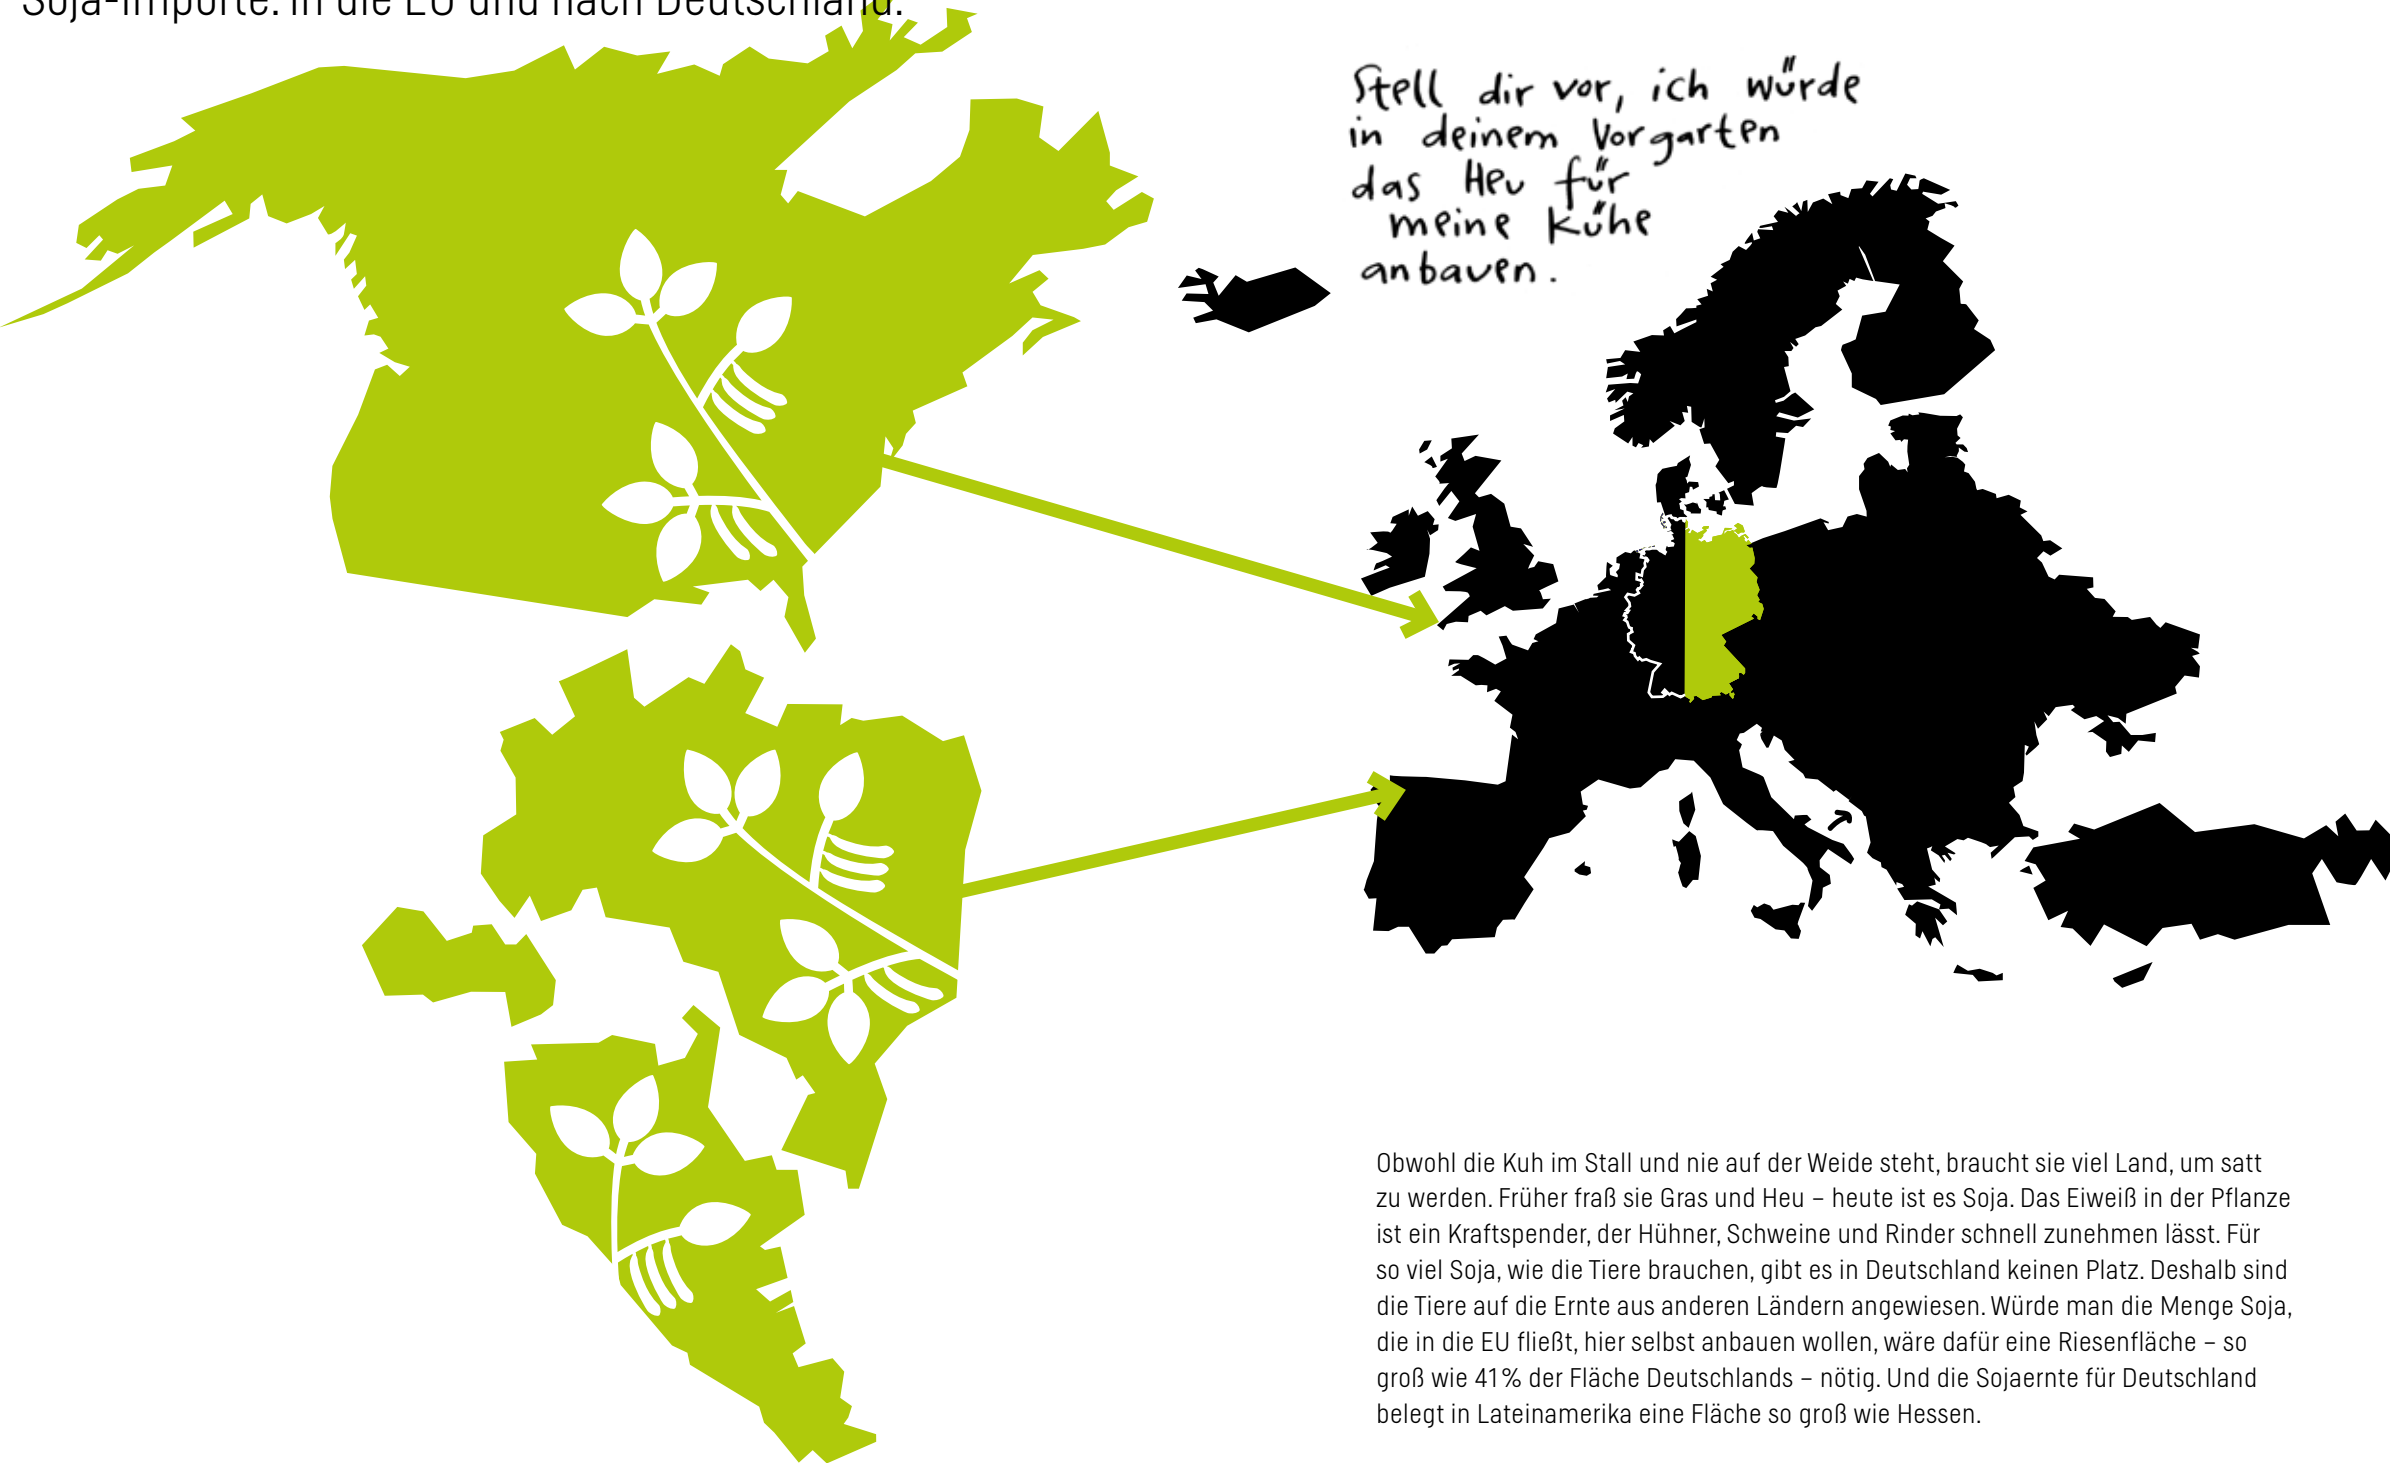 Soja-Importe: in die EU und nach Deutschland.
Stell dir vor, ich würde
in deinem Vorgarten
das Heu für
meine Kühe
anbauen.
Obwohl die Kuh im Stall und nie auf der Weide steht, braucht sie viel Land, um satt
zu werden. Früher fraß sie Gras und Heu – heute ist es Soja. Das Eiweiß in der Pflanze
ist ein Kraftspender, der Hühner, Schweine und Rinder schnell zunehmen lässt. Für
so viel Soja, wie die Tiere brauchen, gibt es in Deutschland keinen Platz. Deshalb sind
die Tiere auf die Ernte aus anderen Ländern angewiesen. Würde man die Menge Soja,
die in die EU fließt, hier selbst anbauen wollen, wäre dafür eine Riesenfläche – so
groß wie 41% der Fläche Deutschlands – nötig. Und die Sojaernte für Deutschland
belegt in Lateinamerika eine Fläche so groß wie Hessen.